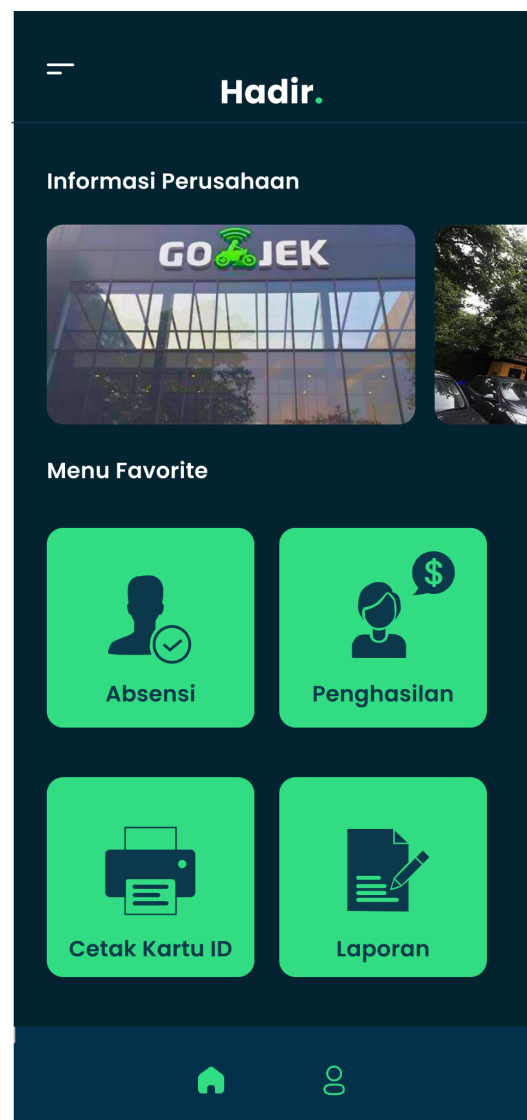 Hadir.
Informasi Perusahaan
GOJEK
Menu Favorite
$
Absensi
Penghasilan
Cetak Kartu ID
Laporan